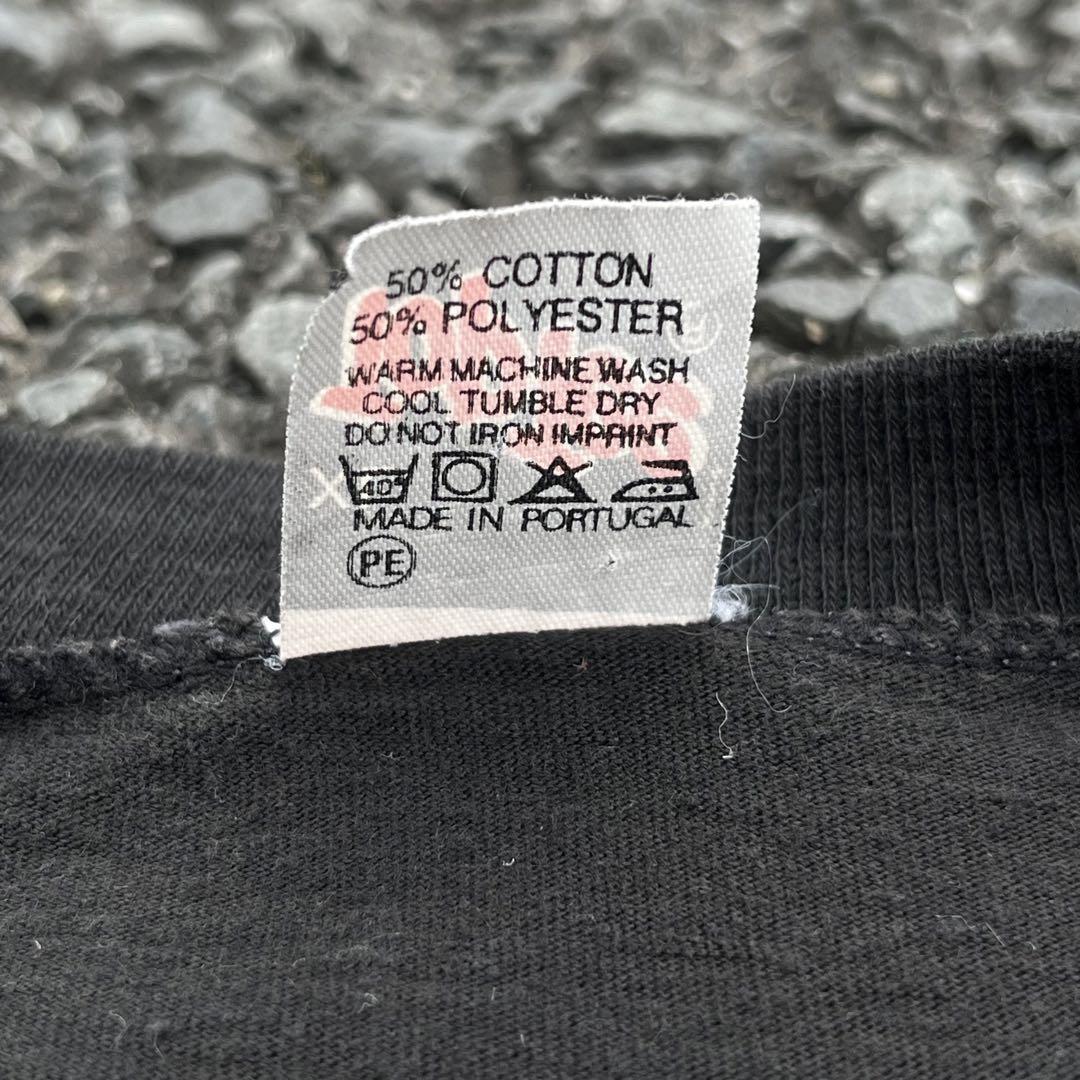 50% COTTON
50% POLYESTER
WARM MACHINE WASH
COOL TUMBLE DRY
DO NOT IRON IMPRINT
40°
MADE IN PORTUGAL
PE